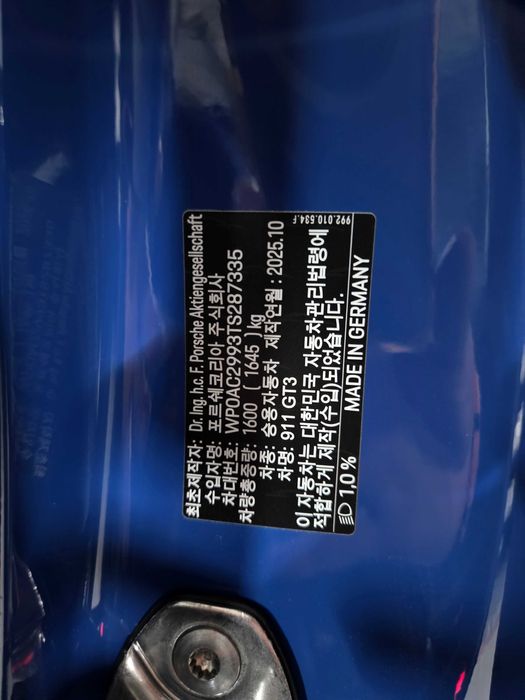 992.010.534.F
최초제작자: Dr. Ing. h.c. F. Porsche Aktiengesellschaft
수입자명: 포르쉐코리아 주식회사
차대번호: WP0AC2993TS287335
차량총중량: 1600 ( 1645 ) kg
차종: 승용자동차 제작연월: 2025.10
차명: 911 GT3
이 자동차는 대한민국 자동차관리법령에
적합하게 제작(수입)되었습니다.
1,0 % MADE IN GERMANY